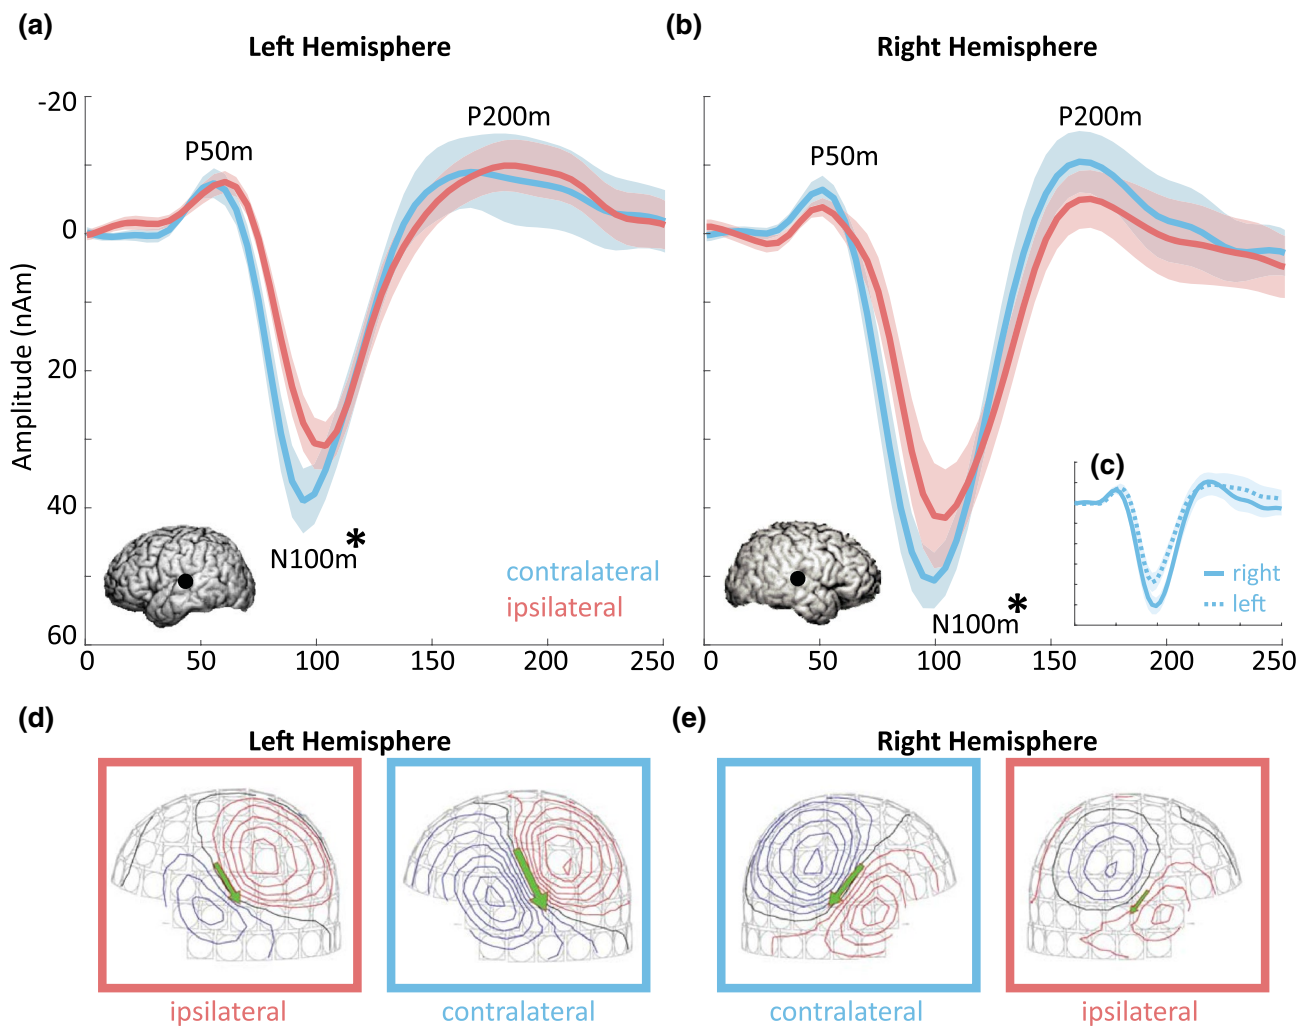 (a)
Left Hemisphere
(b)
Right Hemisphere
-20
P50m
P200m
0
20
40
60
Amplitude (nAm)
N100m*
contralateral
ipsilateral
0 50 100 150 200 250
P50m
P200m
N100m*
(c)
right
left
0 50 100 150 200 250
(d)
Left Hemisphere
(e)
Right Hemisphere
ipsilateral
contralateral
contralateral
ipsilateral